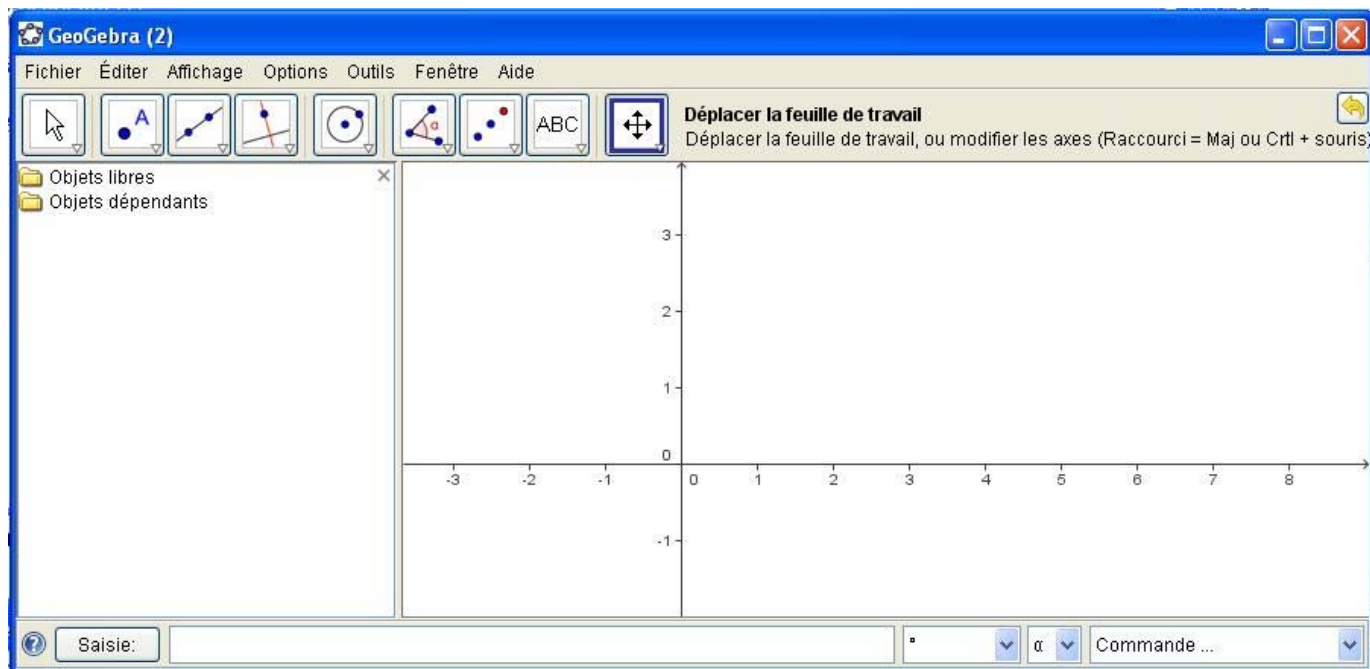 GeoGebra (2)
Fichier Éditer Affichage Options Outils Fenêtre Aide
A
α
ABC
Déplacer la feuille de travail
Déplacer la feuille de travail, ou modifier les axes (Raccourci = Maj ou Crtl + souris)
Objets libres
Objets dépendants
3
2
1
0
-3 -2 -1 0 1 2 3 4 5 6 7 8
-1
Saisie: ° α Commande ...